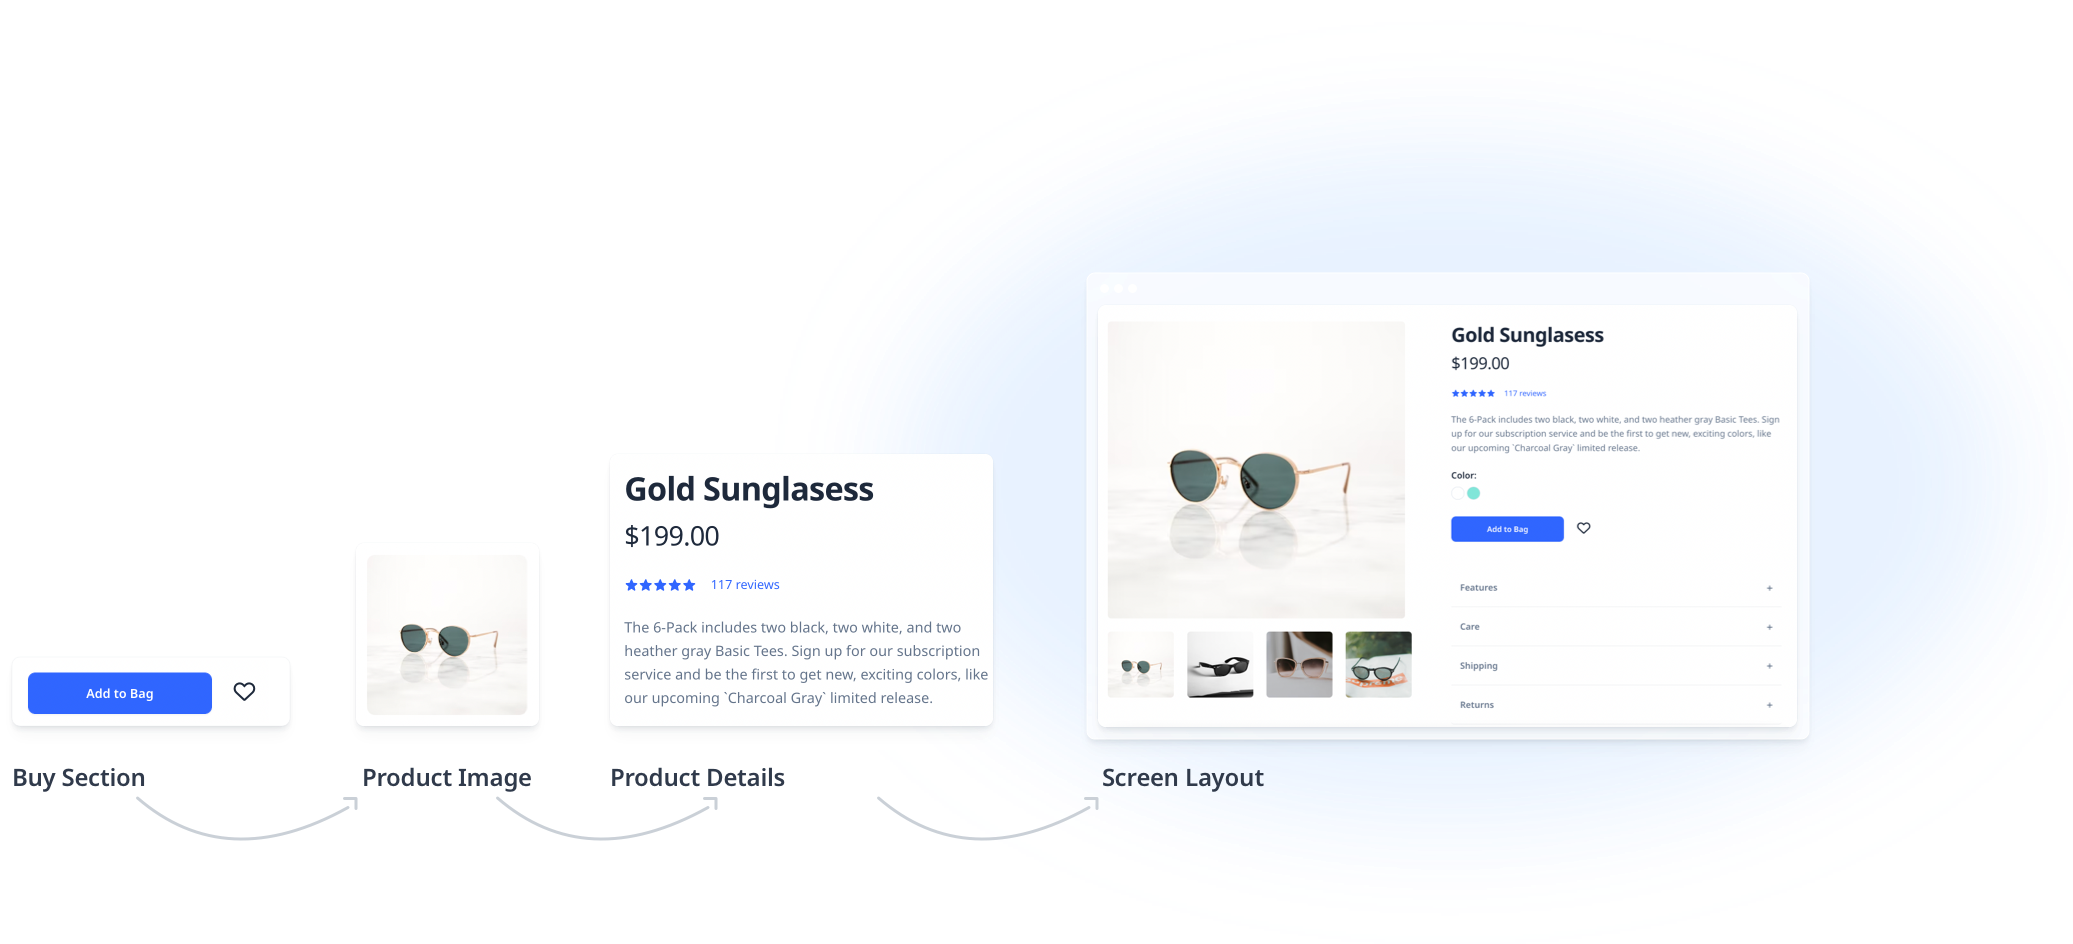 Add to Bag
Buy Section
Product Image
Gold Sunglasess
$199.00
117 reviews
The 6-Pack includes two black, two white, and two
heather gray Basic Tees. Sign up for our subscription
service and be the first to get new, exciting colors, like
our upcoming `Charcoal Gray` limited release.
Product Details
Gold Sunglasess
$199.00
117 reviews
The 6-Pack includes two black, two white, and two heather gray Basic Tees. Sign
up for our subscription service and be the first to get new, exciting colors, like
our upcoming `Charcoal Gray` limited release.
Color:
Add to Bag
Features +
Care +
Shipping +
Returns +
Screen Layout